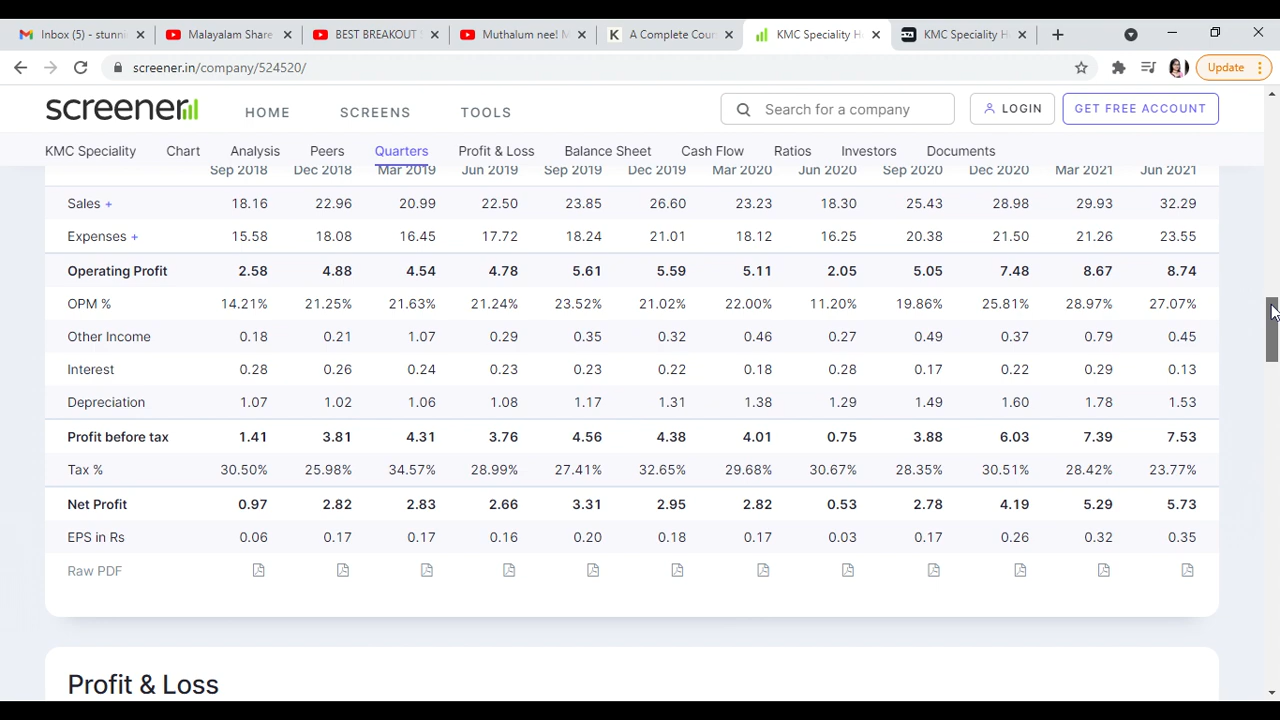 Inbox (5) - stunni
Malayalam Share
BEST BREAKOUT S
Muthalum nee! M
A Complete Coun
KMC Speciality H
KMC Speciality Ho
screener.in/company/524520/
Update
screener
HOME
SCREENS
TOOLS
Search for a company
LOGIN
GET FREE ACCOUNT
KMC Speciality Chart Analysis Peers Quarters Profit & Loss Balance Sheet Cash Flow Ratios Investors Documents
Sep 2018 Dec 2018 Mar 2019 Jun 2019 Sep 2019 Dec 2019 Mar 2020 Jun 2020 Sep 2020 Dec 2020 Mar 2021 Jun 2021
Sales + 18.16 22.96 20.99 22.50 23.85 26.60 23.23 18.30 25.43 28.98 29.93 32.29
Expenses + 15.58 18.08 16.45 17.72 18.24 21.01 18.12 16.25 20.38 21.50 21.26 23.55
Operating Profit 2.58 4.88 4.54 4.78 5.61 5.59 5.11 2.05 5.05 7.48 8.67 8.74
OPM % 14.21% 21.25% 21.63% 21.24% 23.52% 21.02% 22.00% 11.20% 19.86% 25.81% 28.97% 27.07%
Other Income 0.18 0.21 1.07 0.29 0.35 0.32 0.46 0.27 0.49 0.37 0.79 0.45
Interest 0.28 0.26 0.24 0.23 0.23 0.22 0.18 0.28 0.17 0.22 0.29 0.13
Depreciation 1.07 1.02 1.06 1.08 1.17 1.31 1.38 1.29 1.49 1.60 1.78 1.53
Profit before tax 1.41 3.81 4.31 3.76 4.56 4.38 4.01 0.75 3.88 6.03 7.39 7.53
Tax % 30.50% 25.98% 34.57% 28.99% 27.41% 32.65% 29.68% 30.67% 28.35% 30.51% 28.42% 23.77%
Net Profit 0.97 2.82 2.83 2.66 3.31 2.95 2.82 0.53 2.78 4.19 5.29 5.73
EPS in Rs 0.06 0.17 0.17 0.16 0.20 0.18 0.17 0.03 0.17 0.26 0.32 0.35
Raw PDF
Profit & Loss